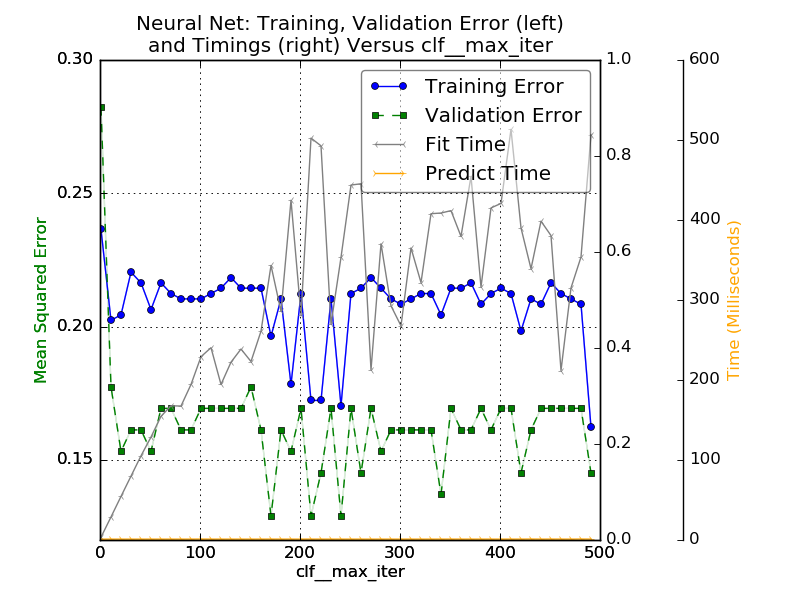 Neural Net: Training, Validation Error (left)
and Timings (right) Versus clf__max_iter
Training Error
Validation Error
Fit Time
Predict Time
Mean Squared Error
0.30
0.25
0.20
0.15
0 100 200 300 400 500
clf__max_iter
1.0
0.8
0.6
0.4
0.2
0.0
600
500
400
300
200
100
0
Time (Milliseconds)